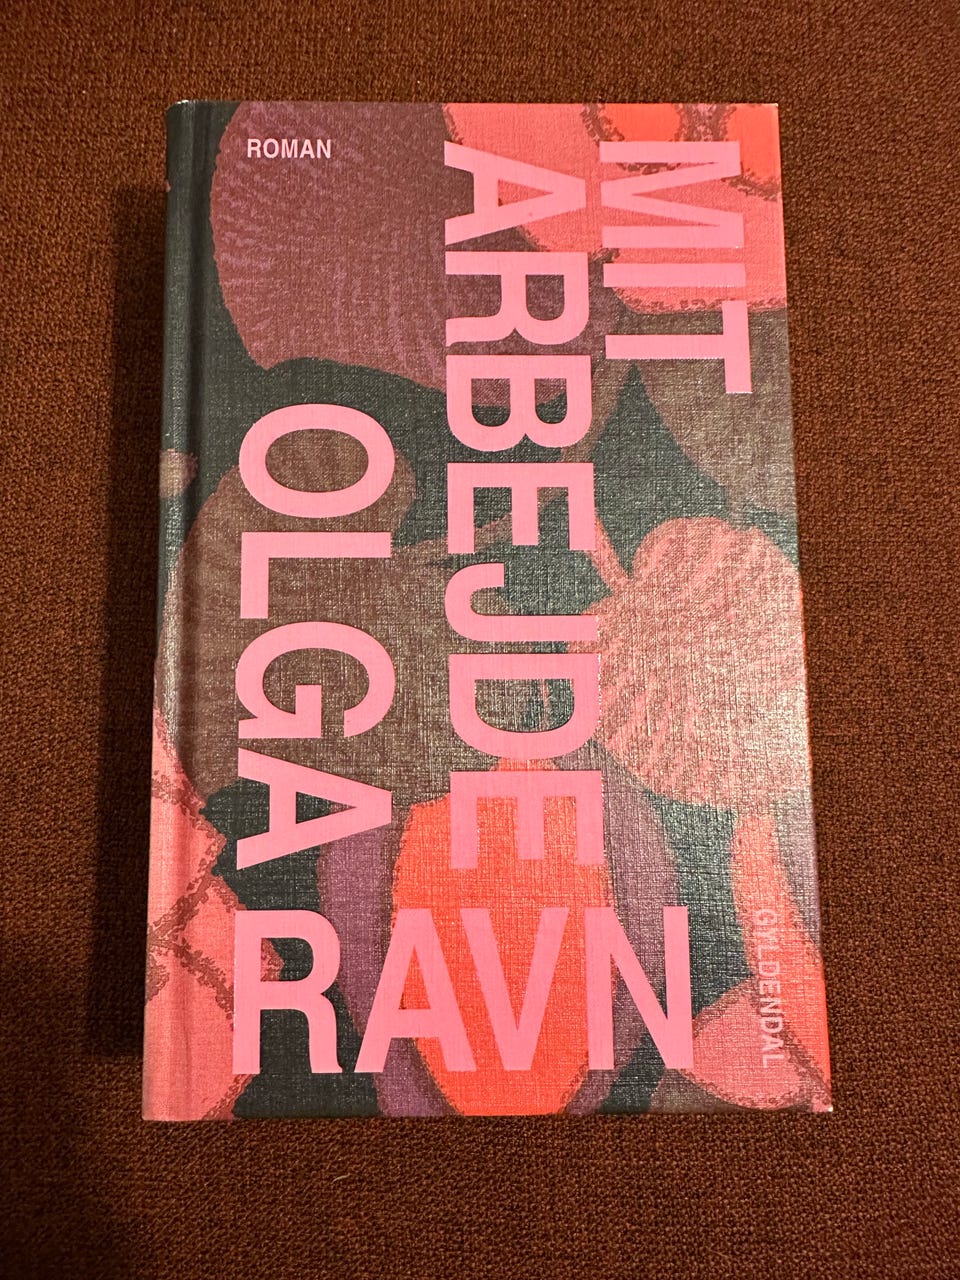 ROMAN
MIT
ARBEJDE
OLGA
RAVN
GYLDENDAL